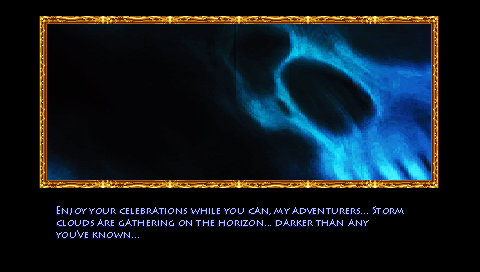 Enjoy your celebrations while you can, my adventurers... Storm
clouds are gathering on the horizon... darker than any
you've known...